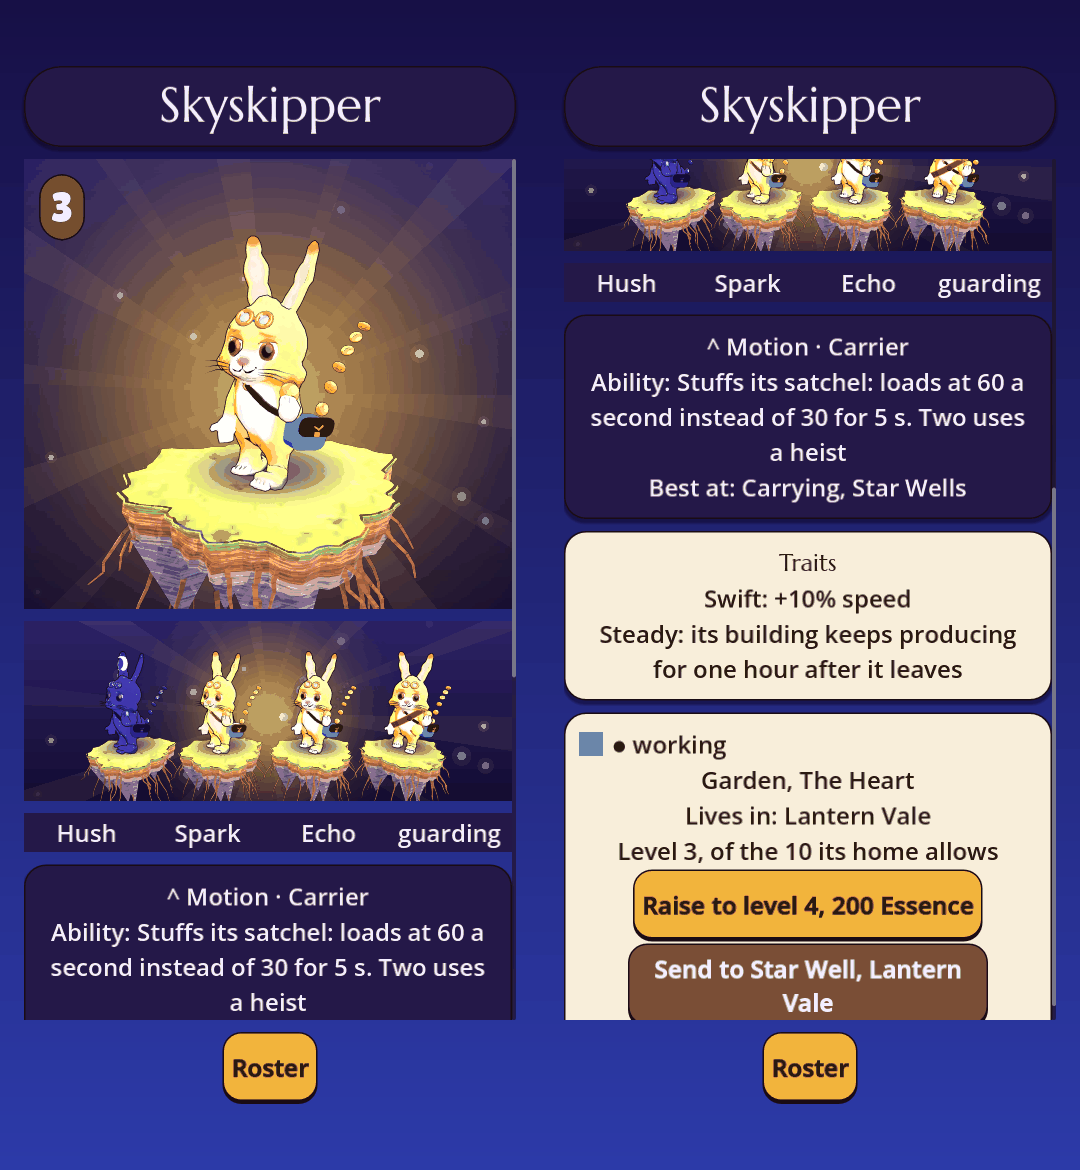 Skyskipper
3
Hush Spark Echo guarding
^ Motion · Carrier
Ability: Stuffs its satchel: loads at 60 a
second instead of 30 for 5 s. Two uses
a heist
Roster
Skyskipper
Hush Spark Echo guarding
^ Motion · Carrier
Ability: Stuffs its satchel: loads at 60 a
second instead of 30 for 5 s. Two uses
a heist
Best at: Carrying, Star Wells
Traits
Swift: +10% speed
Steady: its building keeps producing
for one hour after it leaves
● working
Garden, The Heart
Lives in: Lantern Vale
Level 3, of the 10 its home allows
Raise to level 4, 200 Essence
Send to Star Well, Lantern
Vale
Roster